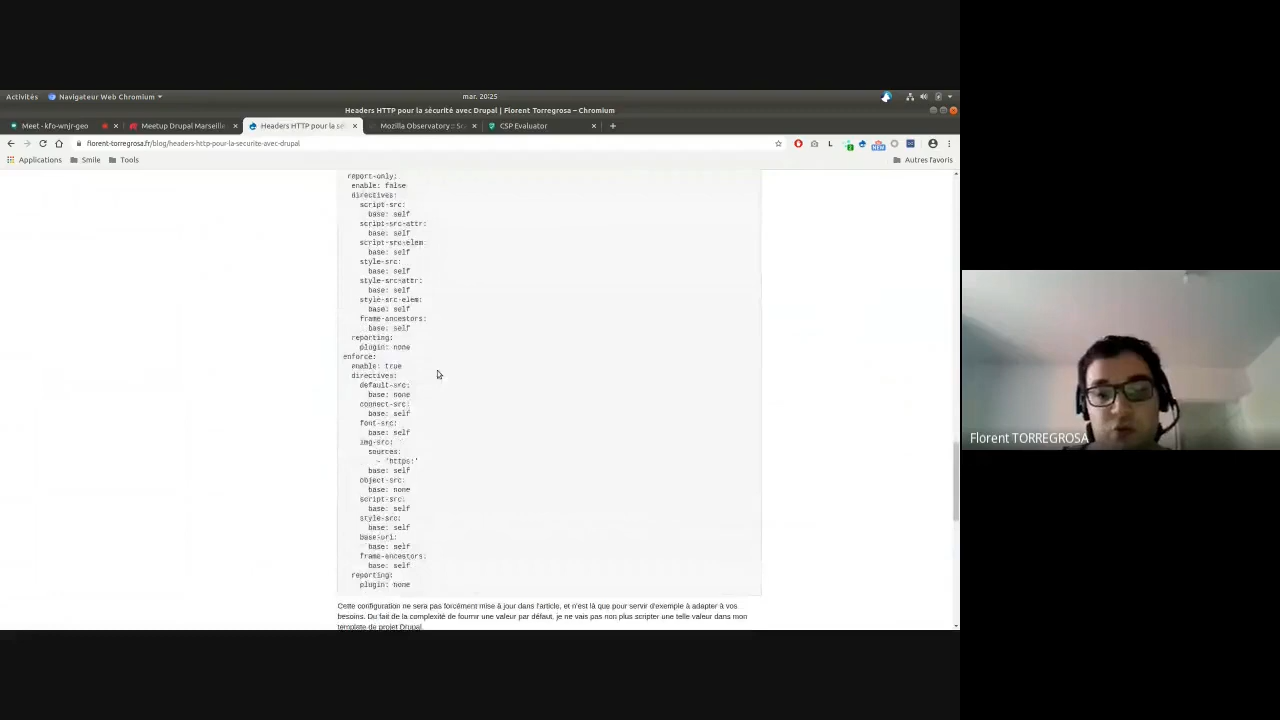 Activités Navigateur Web Chromium mar. 20:25
Headers HTTP pour la sécurité avec Drupal | Florent Torregrosa – Chromium
Meet - kfo-wnjr-geo Meetup Drupal Marseille Headers HTTP pour la sé Mozilla Observatory :: Sc CSP Evaluator
florent-torregrosa.fr/blog/headers-http-pour-la-securite-avec-drupal
Applications Smile Tools Autres favoris
report-only:
enable: false
directives:
script-src:
base: self
script-src-attr:
base: self
script-src-elem:
base: self
style-src:
base: self
style-src-attr:
base: self
style-src-elem:
base: self
frame-ancestors:
base: self
reporting:
plugin: none
enforce:
enable: true
directives:
default-src:
base: none
connect-src:
base: self
font-src:
base: self
img-src:
sources:
- 'https:'
base: self
object-src:
base: none
script-src:
base: self
style-src:
base: self
base-uri:
base: self
frame-ancestors:
base: self
reporting:
plugin: none
Cette configuration ne sera pas forcément mise à jour dans l'article, et n'est là que pour servir d'exemple à adapter à vos
besoins. Du fait de la complexité de fournir une valeur par défaut, je ne vais pas non plus scripter une telle valeur dans mon
template de projet Drupal.
Florent TORREGROSA